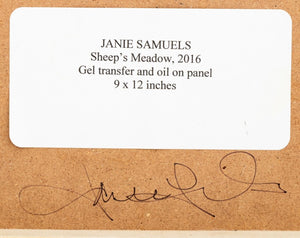 JANIE SAMUELS
Sheep's Meadow, 2016
Gel transfer and oil on panel
9 x 12 inches